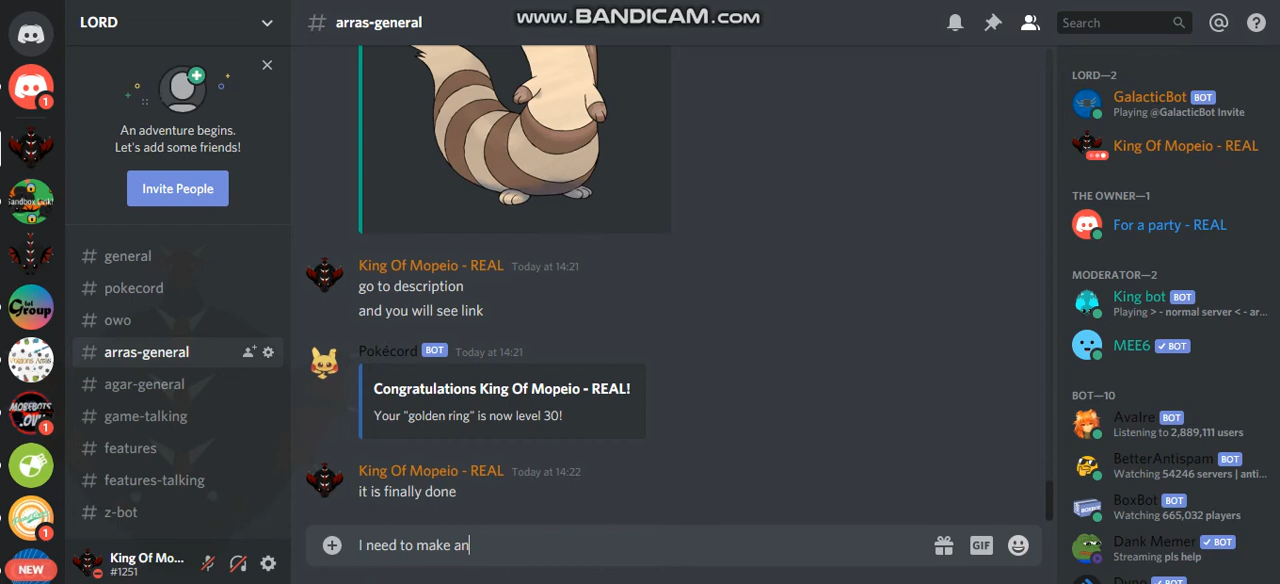 www.BANDICAM.com
LORD
arras-general
Search
An adventure begins.
Let's add some friends!
Invite People
general
pokecord
owo
arras-general
agar-general
game-talking
features
features-talking
z-bot
King Of Mo...
#1251
1
1
1
NEW
King Of Mopeio - REAL Today at 14:21
go to description
and you will see link
Pokécord BOT Today at 14:21
Congratulations King Of Mopeio - REAL!
Your "golden ring" is now level 30!
King Of Mopeio - REAL Today at 14:22
it is finally done
I need to make an
GIF
LORD—2
GalacticBot BOT
Playing @GalacticBot Invite
King Of Mopeio - REAL
THE OWNER—1
For a party - REAL
MODERATOR—2
King bot BOT
Playing > - normal server < - ar...
MEE6 BOT
BOT—10
AvaIre BOT
Listening to 2,889,111 users
BetterAntispam BOT
Watching 54246 servers | anti...
BoxBot BOT
Watching 665,032 players
Dank Memer BOT
Streaming pls help